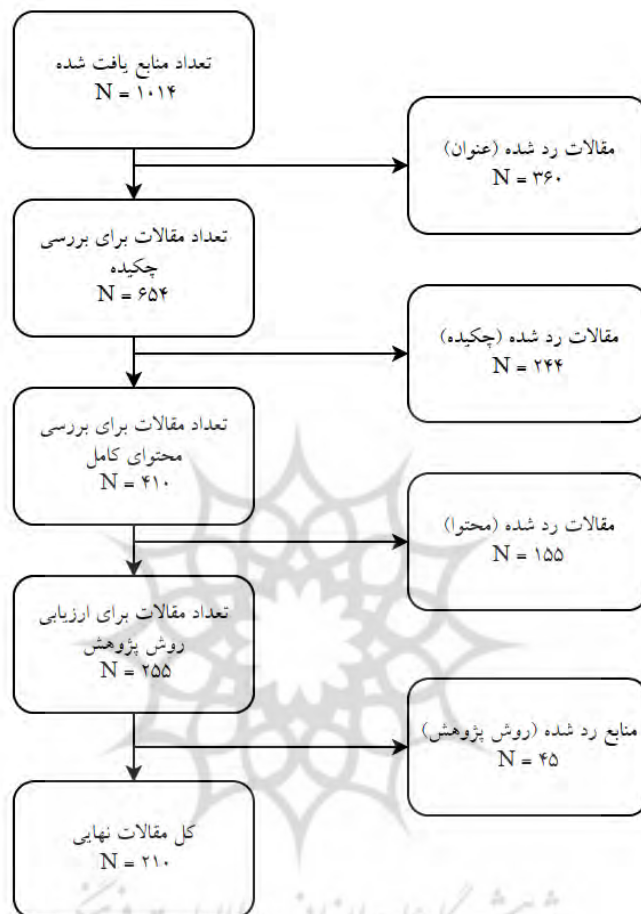 تعداد منابع یافت شده
N = ۱۰۱۴
مقالات رد شده (عنوان)
N = ۳۶۰
تعداد مقالات برای بررسی
چکیده
N = ۶۵۴
مقالات رد شده (چکیده)
N = ۲۴۴
تعداد مقالات برای بررسی
محتوای کامل
N = ۴۱۰
مقالات رد شده (محتوا)
N = ۱۵۵
تعداد مقالات برای ارزیابی
روش پژوهش
N = ۲۵۵
منابع رد شده (روش پژوهش)
N = ۴۵
کل مقالات نهایی
N = ۲۱۰